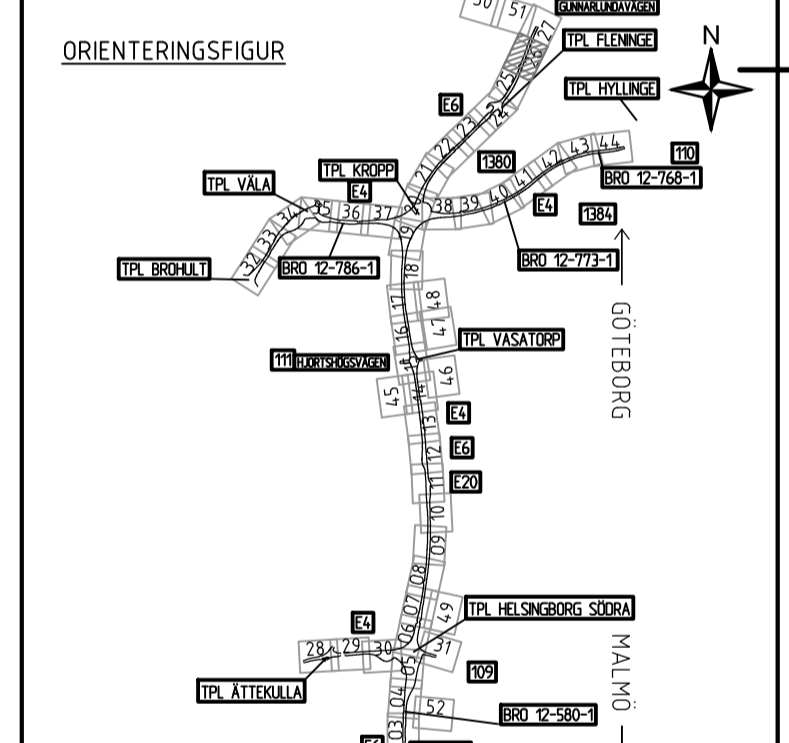 50 51
GUNNARLUNDAVÄGEN
27
N
TPL FLENINGE
ORIENTERINGSFIGUR
26
25
TPL HYLLINGE
E6
24
23
22
21
1380
44
43
42
41
40
39
38
110
BRO 12-768-1
TPL KROPP
E4
TPL VÄLA
35 36 37
34
33
32
E4
1384
TPL BROHULT
BRO 12-786-1
BRO 12-773-1
18
17
48
16
47
GÖTEBORG
TPL VASATORP
111 HJORTSHÖGSVÄGEN
46
45
14
13
E4
12
E6
11
E20
10
09
08
07
49
TPL HELSINGBORG SÖDRA
06
E4
28 29 30
31
05
109
MALMÖ
TPL ÄTTEKULLA
04
52
BRO 12-580-1
03
E6